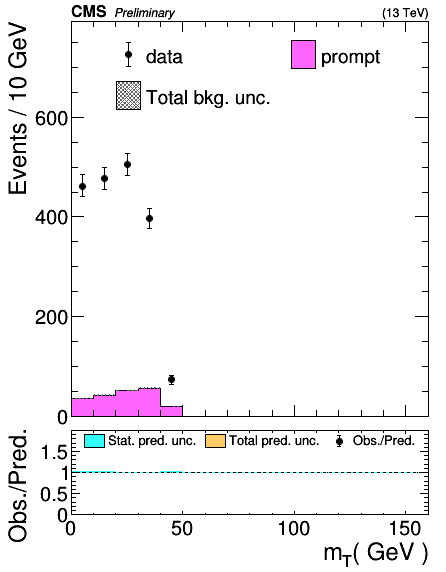 CMS Preliminary (13 TeV)
Events / 10 GeV
data prompt
Total bkg. unc.
600
400
200
0
Obs./Pred.
Stat. pred. unc. Total pred. unc. Obs./Pred.
1.5
1
0.5
0
0 50 100 150
m_T( GeV )